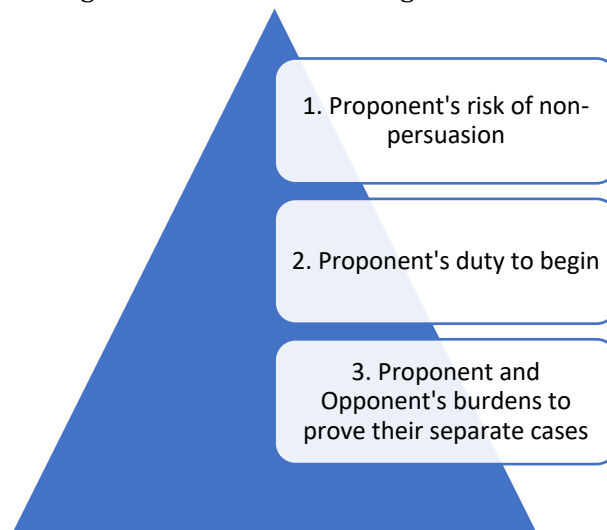 1. Proponent's risk of non-
persuasion
2. Proponent's duty to begin
3. Proponent and
Opponent's burdens to
prove their separate cases